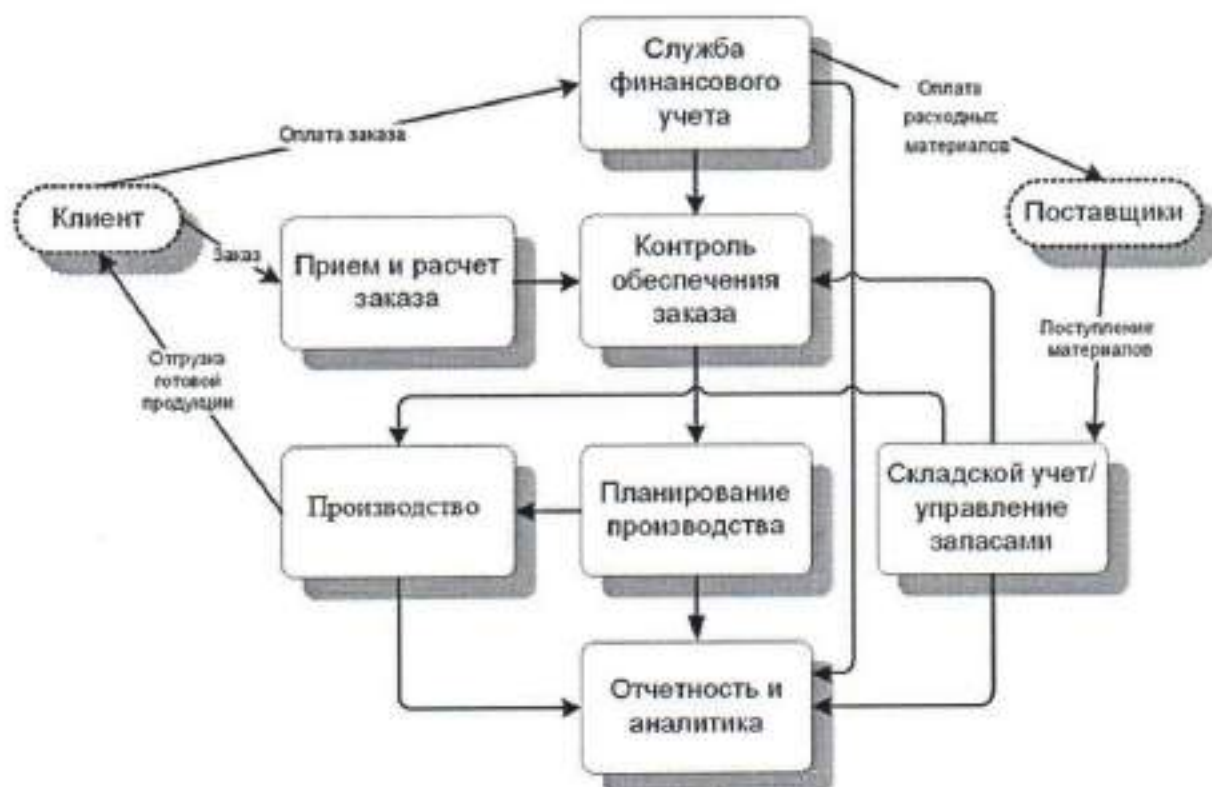 Служба
финансового
учета
Оплата
расходных
материалов
Оплата заказа
Клиент
Поставщики
Заказ
Прием и расчет
заказа
Контроль
обеспечения
заказа
Поступление
материалов
Отгрузка
готовой
продукции
Производство
Планирование
производства
Складской учет/
управление
запасами
Отчетность и
аналитика